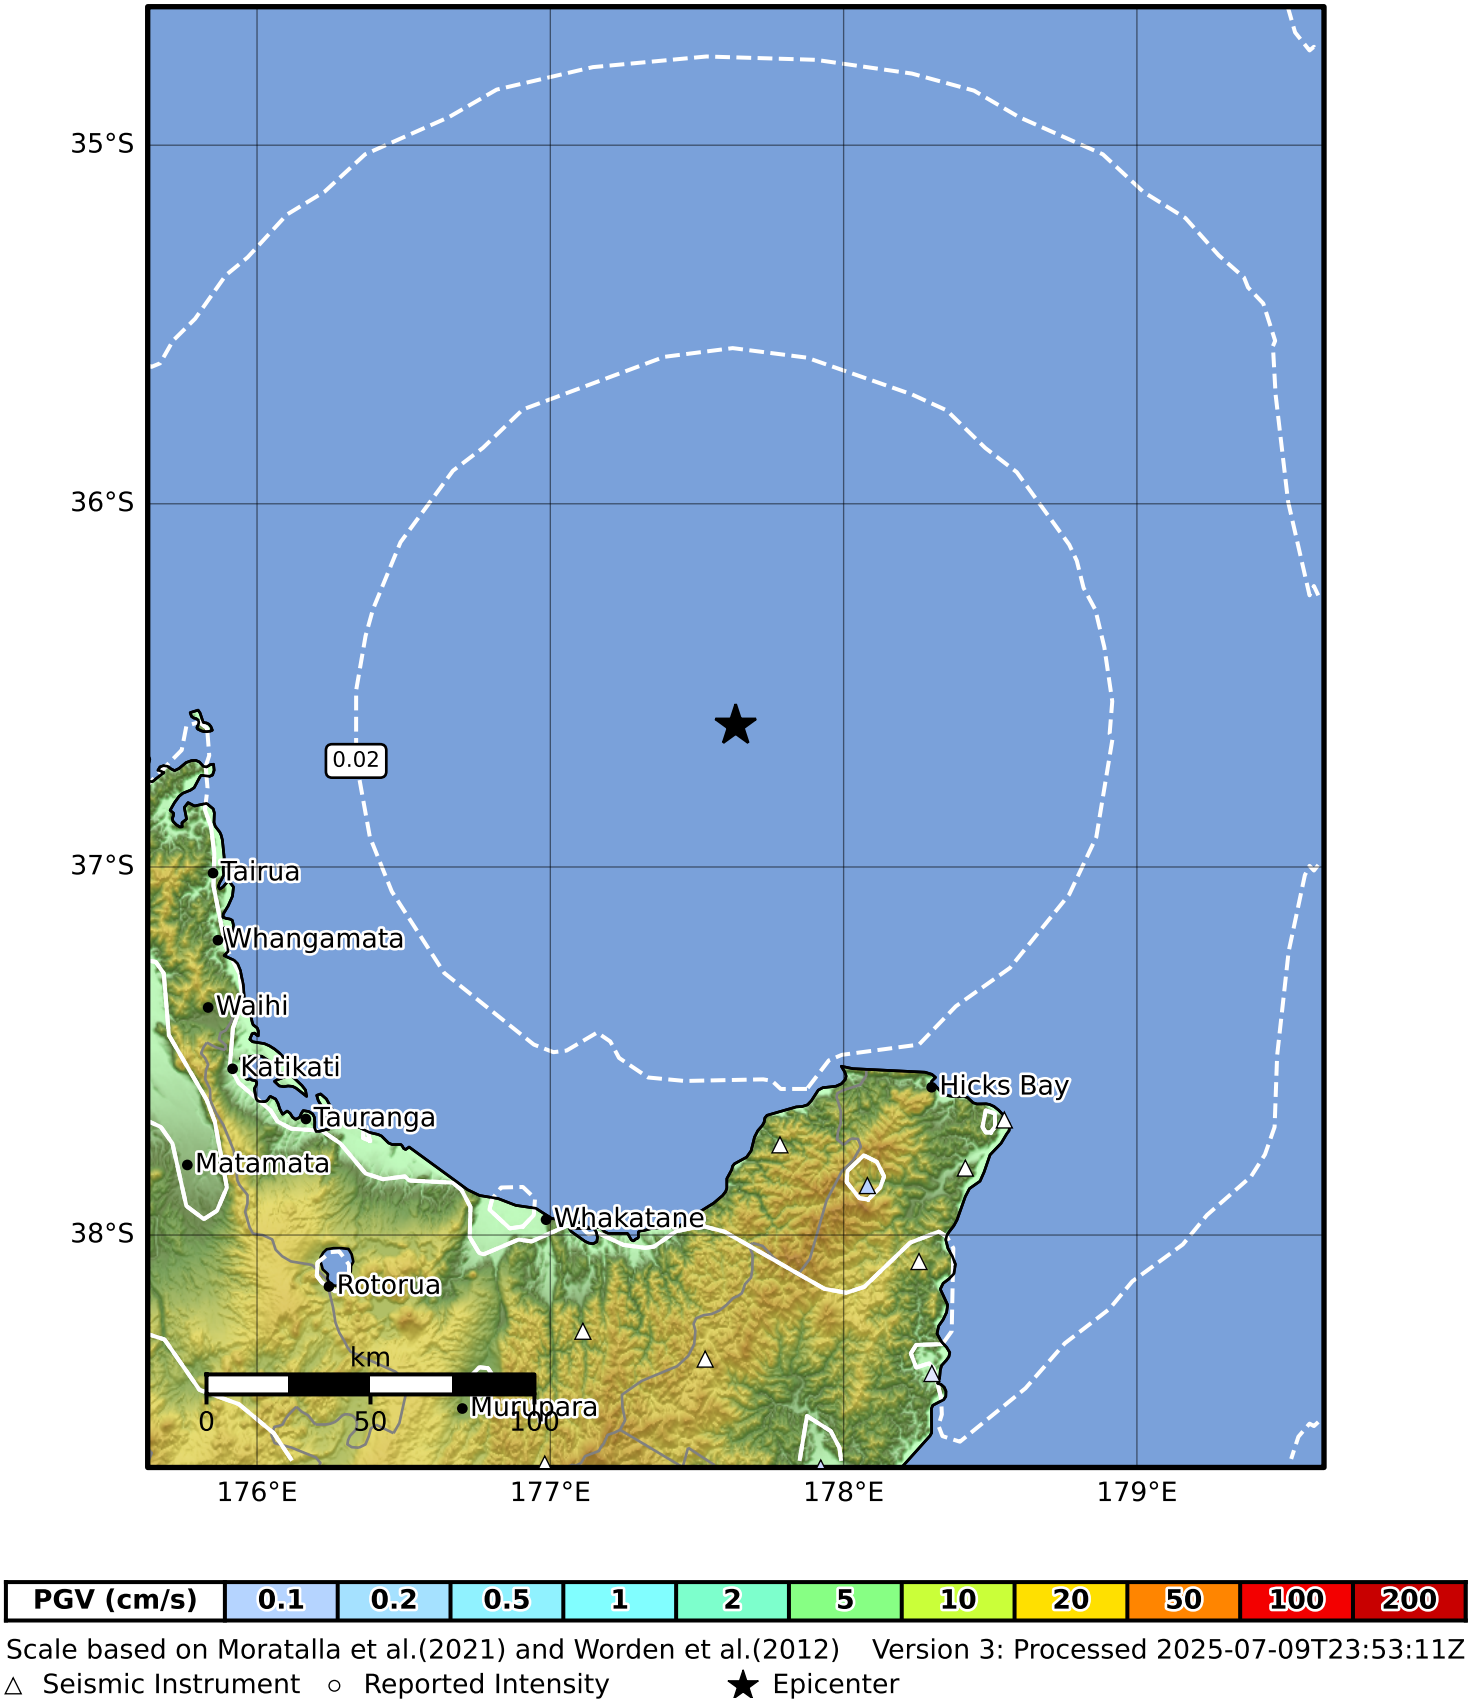 35°S
36°S
0.02
37°S
Tairua
Whangamata
Waihi
Katikati
Hicks Bay
Tauranga
Matamata
Whakatane
38°S
Rotorua
km
Murupara
0 50 100
176°E 177°E 178°E 179°E
PGV (cm/s) 0.1 0.2 0.5 1 2 5 10 20 50 100 200
Scale based on Moratalla et al.(2021) and Worden et al.(2012) Version 3: Processed 2025-07-09T23:53:11Z
Seismic Instrument Reported Intensity Epicenter